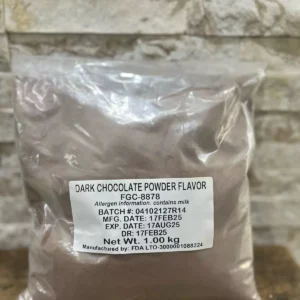 DARK CHOCOLATE POWDER FLAVOR
FGC-8878
Allergen information: contains milk
BATCH #: 04102127R14
MFG. DATE: 17FEB25
EXP. DATE: 17AUG25
DR: 17FEB25
Net Wt. 1.00 kg
Manufactured by: FDA LTO-3000001088224